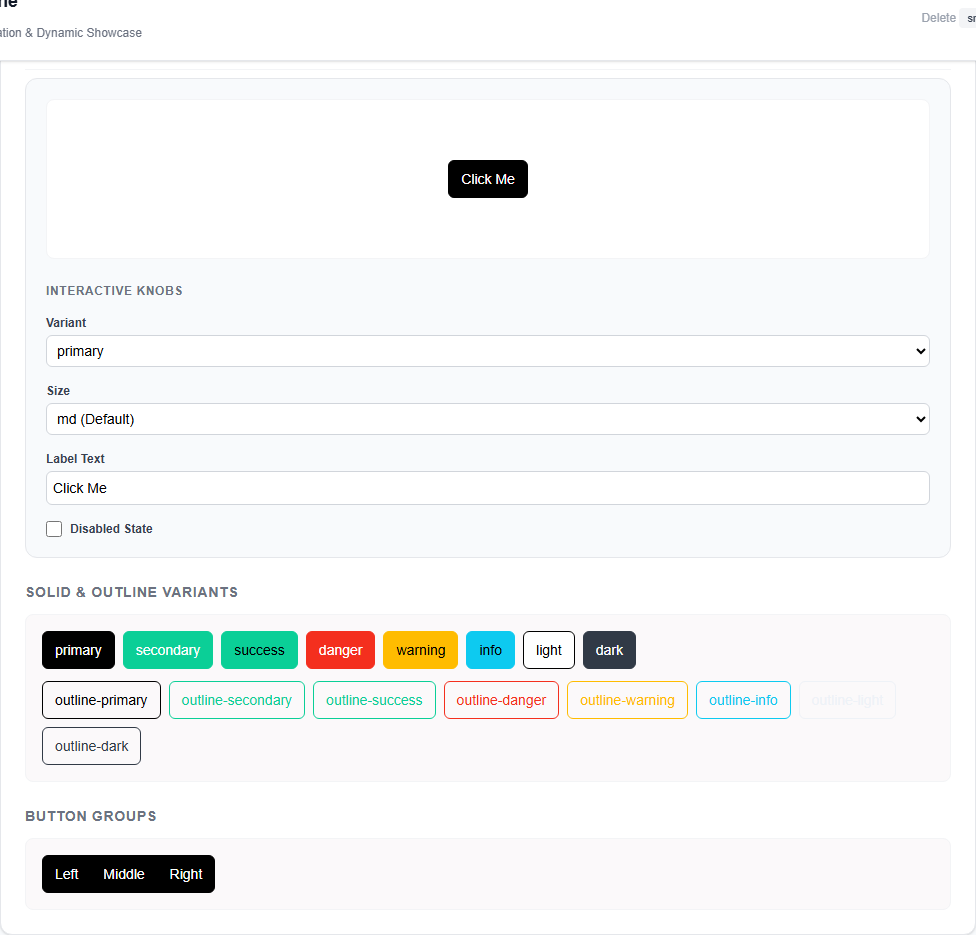 Delete
& Dynamic Showcase
Click Me
INTERACTIVE KNOBS
Variant
primary
Size
md (Default)
Label Text
Click Me
Disabled State
SOLID & OUTLINE VARIANTS
primary secondary success danger warning info light dark
outline-primary outline-secondary outline-success outline-danger outline-warning outline-info outline-light
outline-dark
BUTTON GROUPS
Left Middle Right